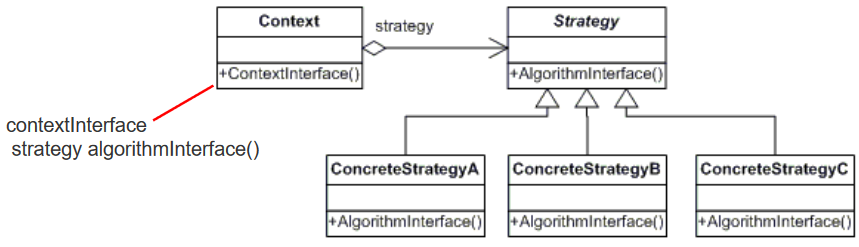 Context
strategy
Strategy
+ContextInterface()
+AlgorithmInterface()
contextInterface
strategy algorithmInterface()
ConcreteStrategyA
ConcreteStrategyB
ConcreteStrategyC
+AlgorithmInterface()
+AlgorithmInterface()
+AlgorithmInterface()